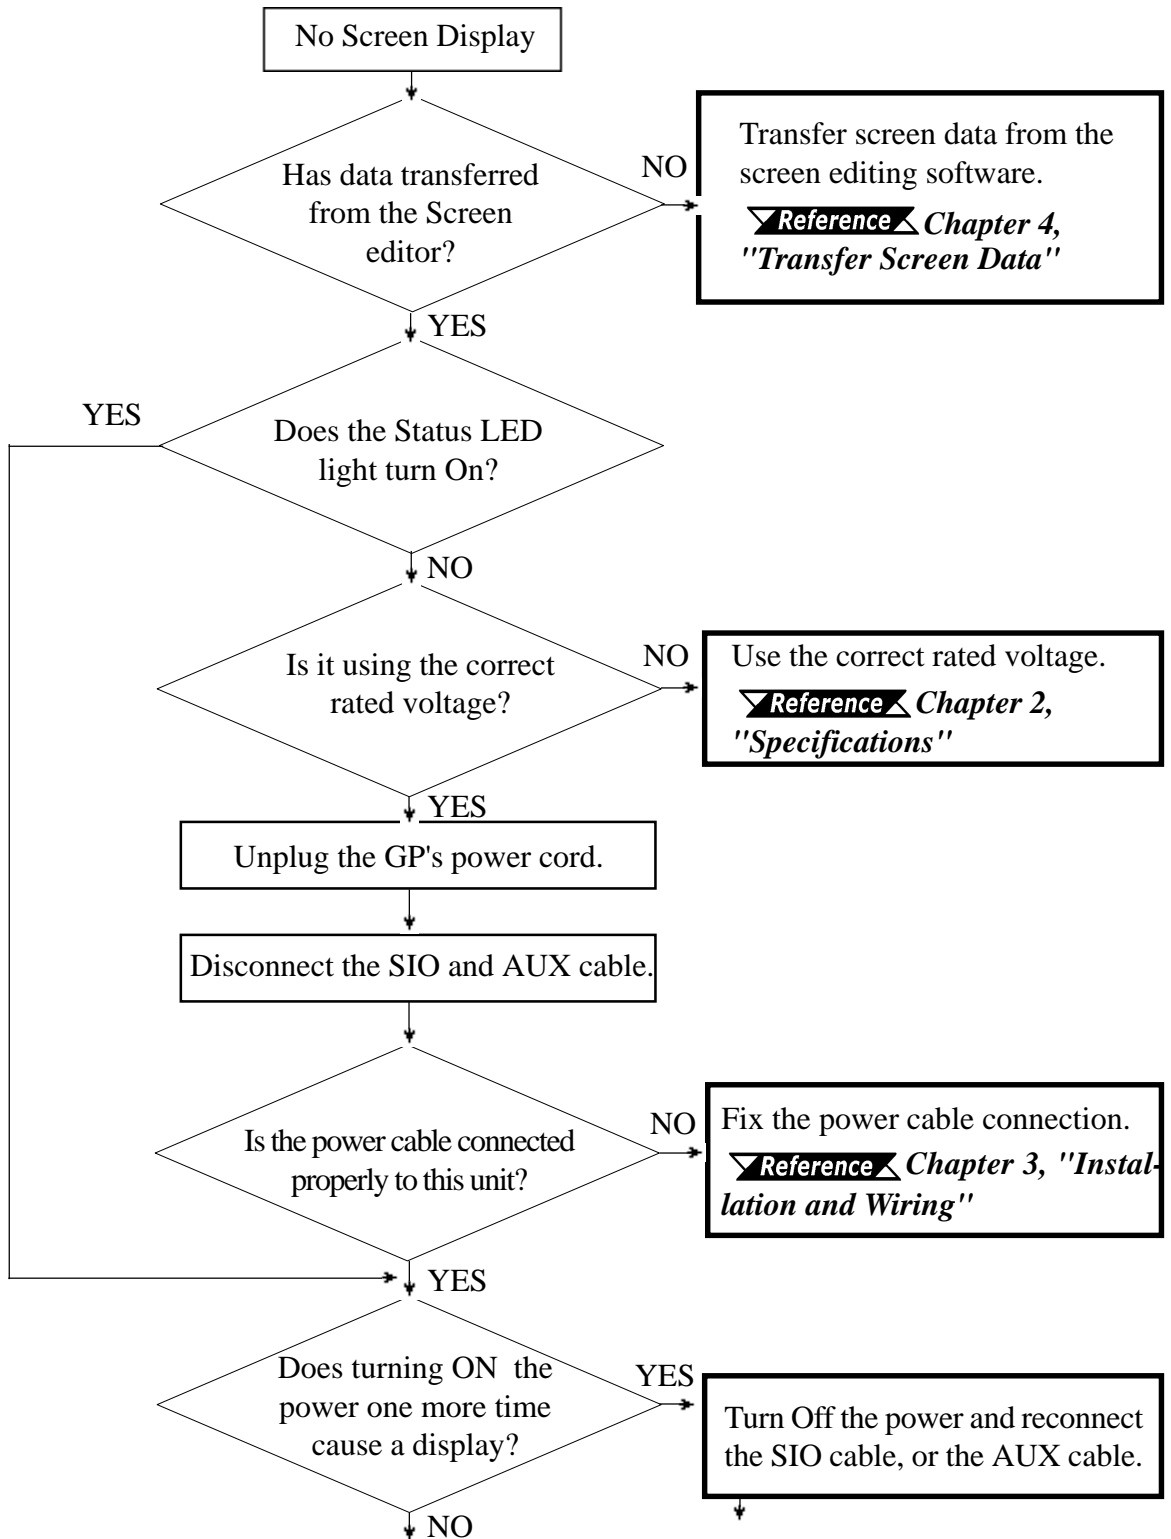 No Screen Display
Has data transferred
from the Screen
editor?
NO
Transfer screen data from the
screen editing software.
Reference Chapter 4,
"Transfer Screen Data"
YES
YES
Does the Status LED
light turn On?
NO
Is it using the correct
rated voltage?
NO
Use the correct rated voltage.
Reference Chapter 2,
"Specifications"
YES
Unplug the GP's power cord.
Disconnect the SIO and AUX cable.
Is the power cable connected
properly to this unit?
NO
Fix the power cable connection.
Reference Chapter 3, "Instal-
lation and Wiring"
YES
Does turning ON the
power one more time
cause a display?
YES
Turn Off the power and reconnect
the SIO cable, or the AUX cable.
NO